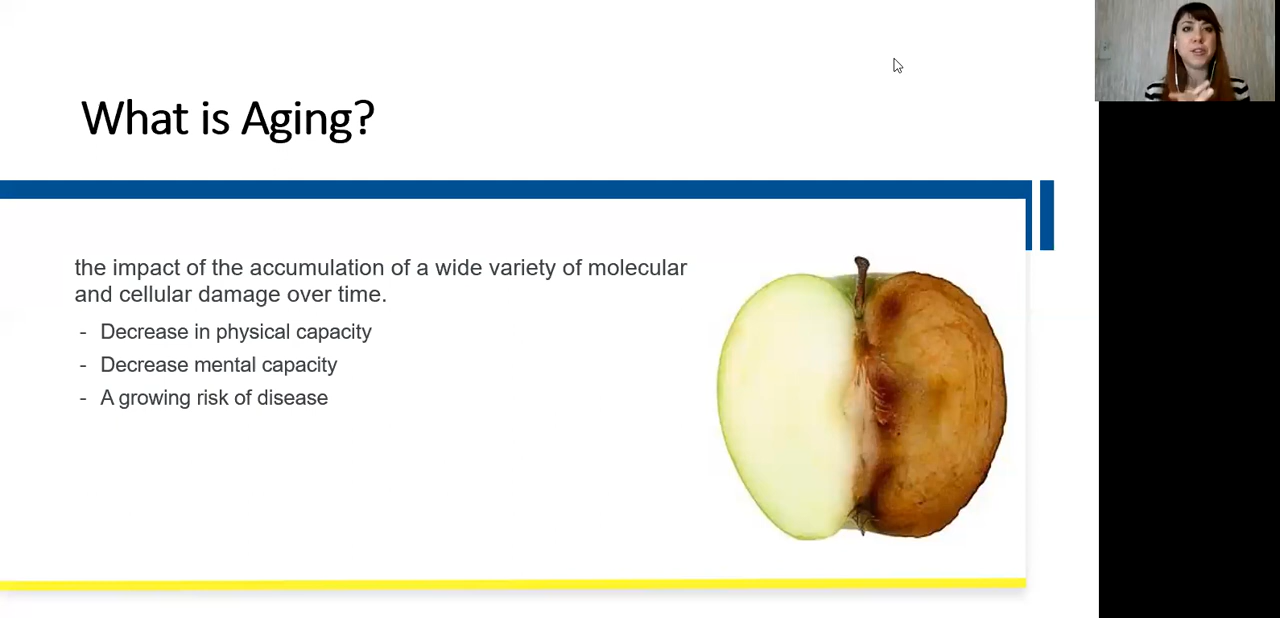 What is Aging?
the impact of the accumulation of a wide variety of molecular
and cellular damage over time.
- Decrease in physical capacity
- Decrease mental capacity
- A growing risk of disease